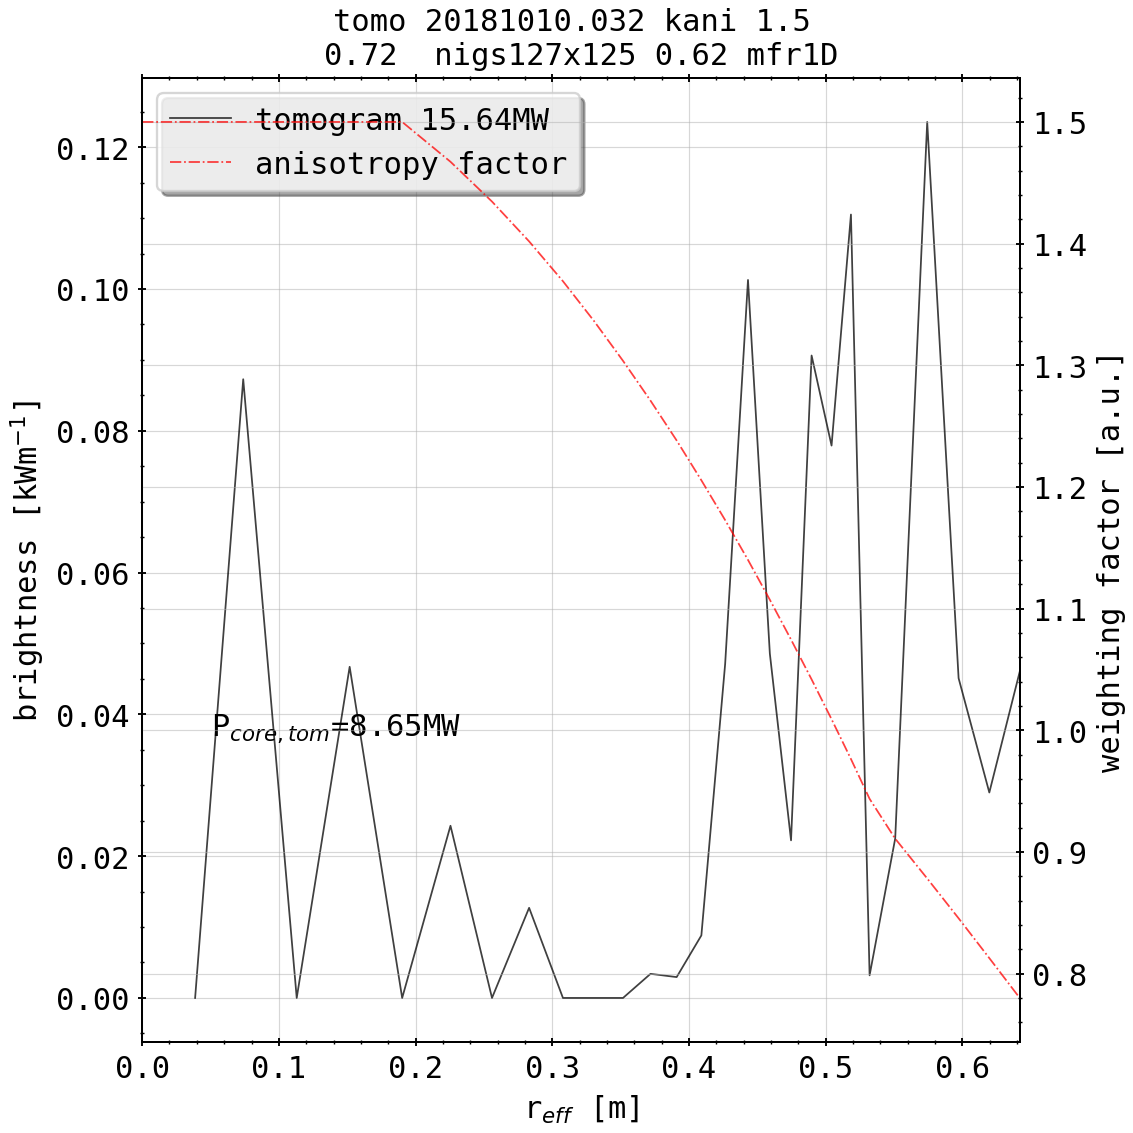 tomo 20181010.032 kani 1.5
0.72  nigs127x125 0.62 mfr1D
tomogram 15.64MW
anisotropy factor
0.12
0.10
0.08
0.06
0.04
0.02
0.00
brightness [kWm⁻¹]
P_core,tom=8.65MW
1.5
1.4
1.3
1.2
1.1
1.0
0.9
0.8
weighting factor [a.u.]
0.0 0.1 0.2 0.3 0.4 0.5 0.6
r_eff [m]